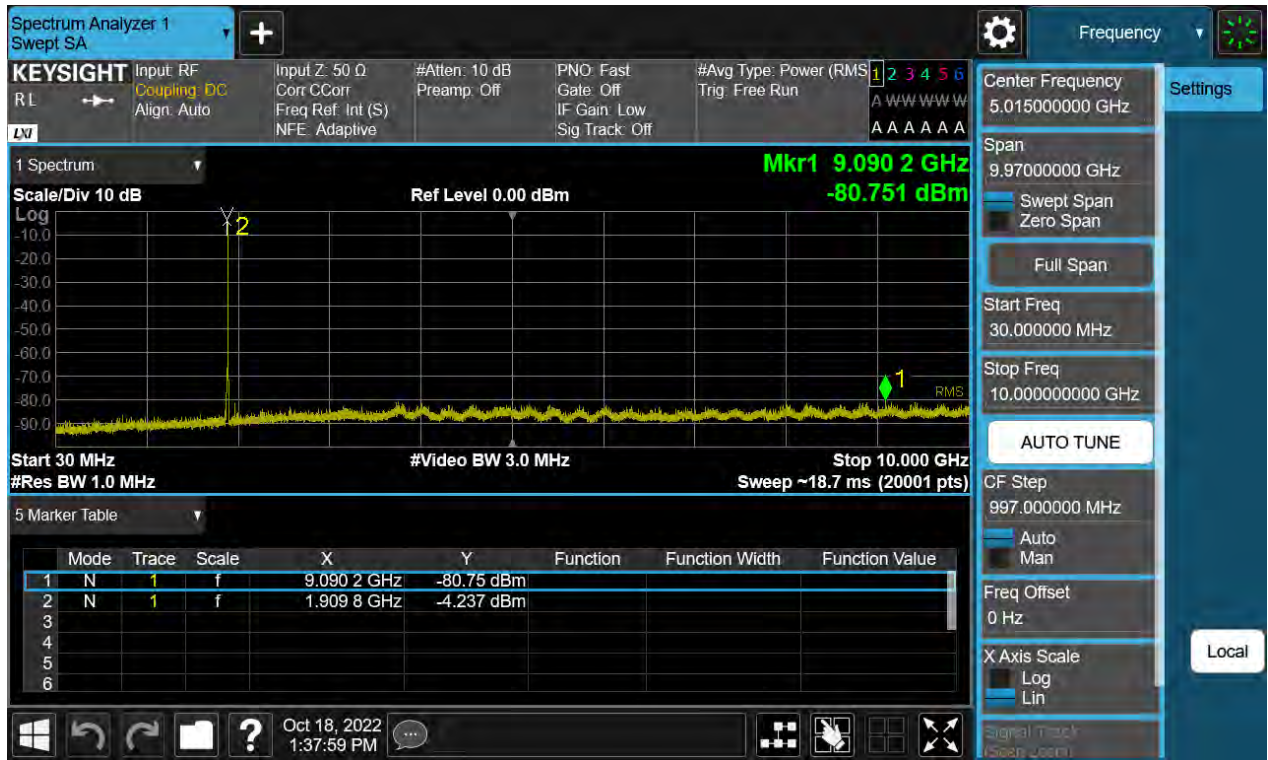 Spectrum Analyzer 1
Swept SA
+
Frequency
KEYSIGHT
RL
LXI
Input: RF
Coupling: DC
Align: Auto
Input Z: 50 Ω
Corr CCorr
Freq Ref: Int (S)
NFE: Adaptive
#Atten: 10 dB
Preamp: Off
PNO: Fast
Gate: Off
IF Gain: Low
Sig Track: Off
#Avg Type: Power (RMS
Trig: Free Run
1 2 3 4 5 6
A W W W W W
A A A A A A
1 Spectrum
Mkr1 9.090 2 GHz
-80.751 dBm
Scale/Div 10 dB
Ref Level 0.00 dBm
Log
-10.0
-20.0
-30.0
-40.0
-50.0
-60.0
-70.0
-80.0
-90.0
2
1
RMS
Start 30 MHz
#Video BW 3.0 MHz
Stop 10.000 GHz
#Res BW 1.0 MHz
Sweep ~18.7 ms (20001 pts)
5 Marker Table
Mode Trace Scale X Y Function Function Width Function Value
1 N 1 f 9.090 2 GHz -80.75 dBm
2 N 1 f 1.909 8 GHz -4.237 dBm
3
4
5
6
Oct 18, 2022
1:37:59 PM
?
Settings
Center Frequency
5.015000000 GHz
Span
9.97000000 GHz
Swept Span
Zero Span
Full Span
Start Freq
30.000000 MHz
Stop Freq
10.000000000 GHz
AUTO TUNE
CF Step
997.000000 MHz
Auto
Man
Freq Offset
0 Hz
X Axis Scale
Log
Lin
Signal Track
(Span Zoom)
Local